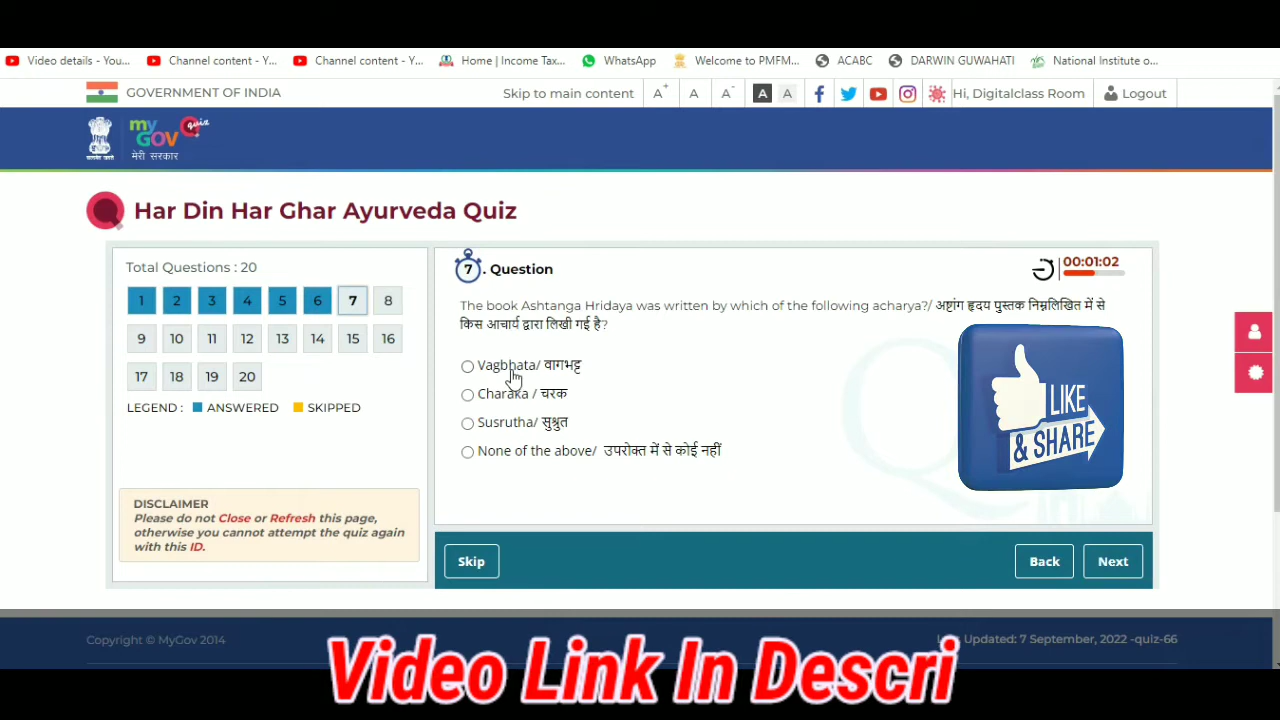 Video details - You...
Channel content - Y...
Channel content - Y...
Home | Income Tax...
WhatsApp
Welcome to PMFM...
ACABC
DARWIN GUWAHATI
National Institute o...
GOVERNMENT OF INDIA
Skip to main content
A+
A
A-
A
A
Hi, Digitalclass Room
Logout
my GOV quiz
मेरी सरकार
Har Din Har Ghar Ayurveda Quiz
Total Questions : 20
1 2 3 4 5 6 7 8
9 10 11 12 13 14 15 16
17 18 19 20
LEGEND : ANSWERED SKIPPED
DISCLAIMER
Please do not Close or Refresh this page,
otherwise you cannot attempt the quiz again
with this ID.
7 . Question
00:01:02
The book Ashtanga Hridaya was written by which of the following acharya?/ अष्टांग हृदय पुस्तक निम्नलिखित में से
किस आचार्य द्वारा लिखी गई है?
Vagbhata/ वागभट्ट
Charaka / चरक
Susrutha/ सुश्रुत
None of the above/ उपरोक्त में से कोई नहीं
LIKE
& SHARE
Skip
Back
Next
Copyright © MyGov 2014
Updated: 7 September, 2022 -quiz-66
Video Link In Descri